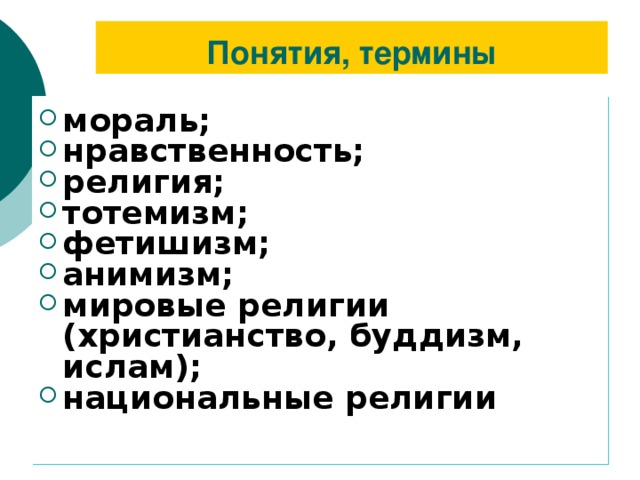 Понятия, термины
мораль;
нравственность;
религия;
тотемизм;
фетишизм;
анимизм;
мировые религии
(христианство, буддизм,
ислам);
национальные религии